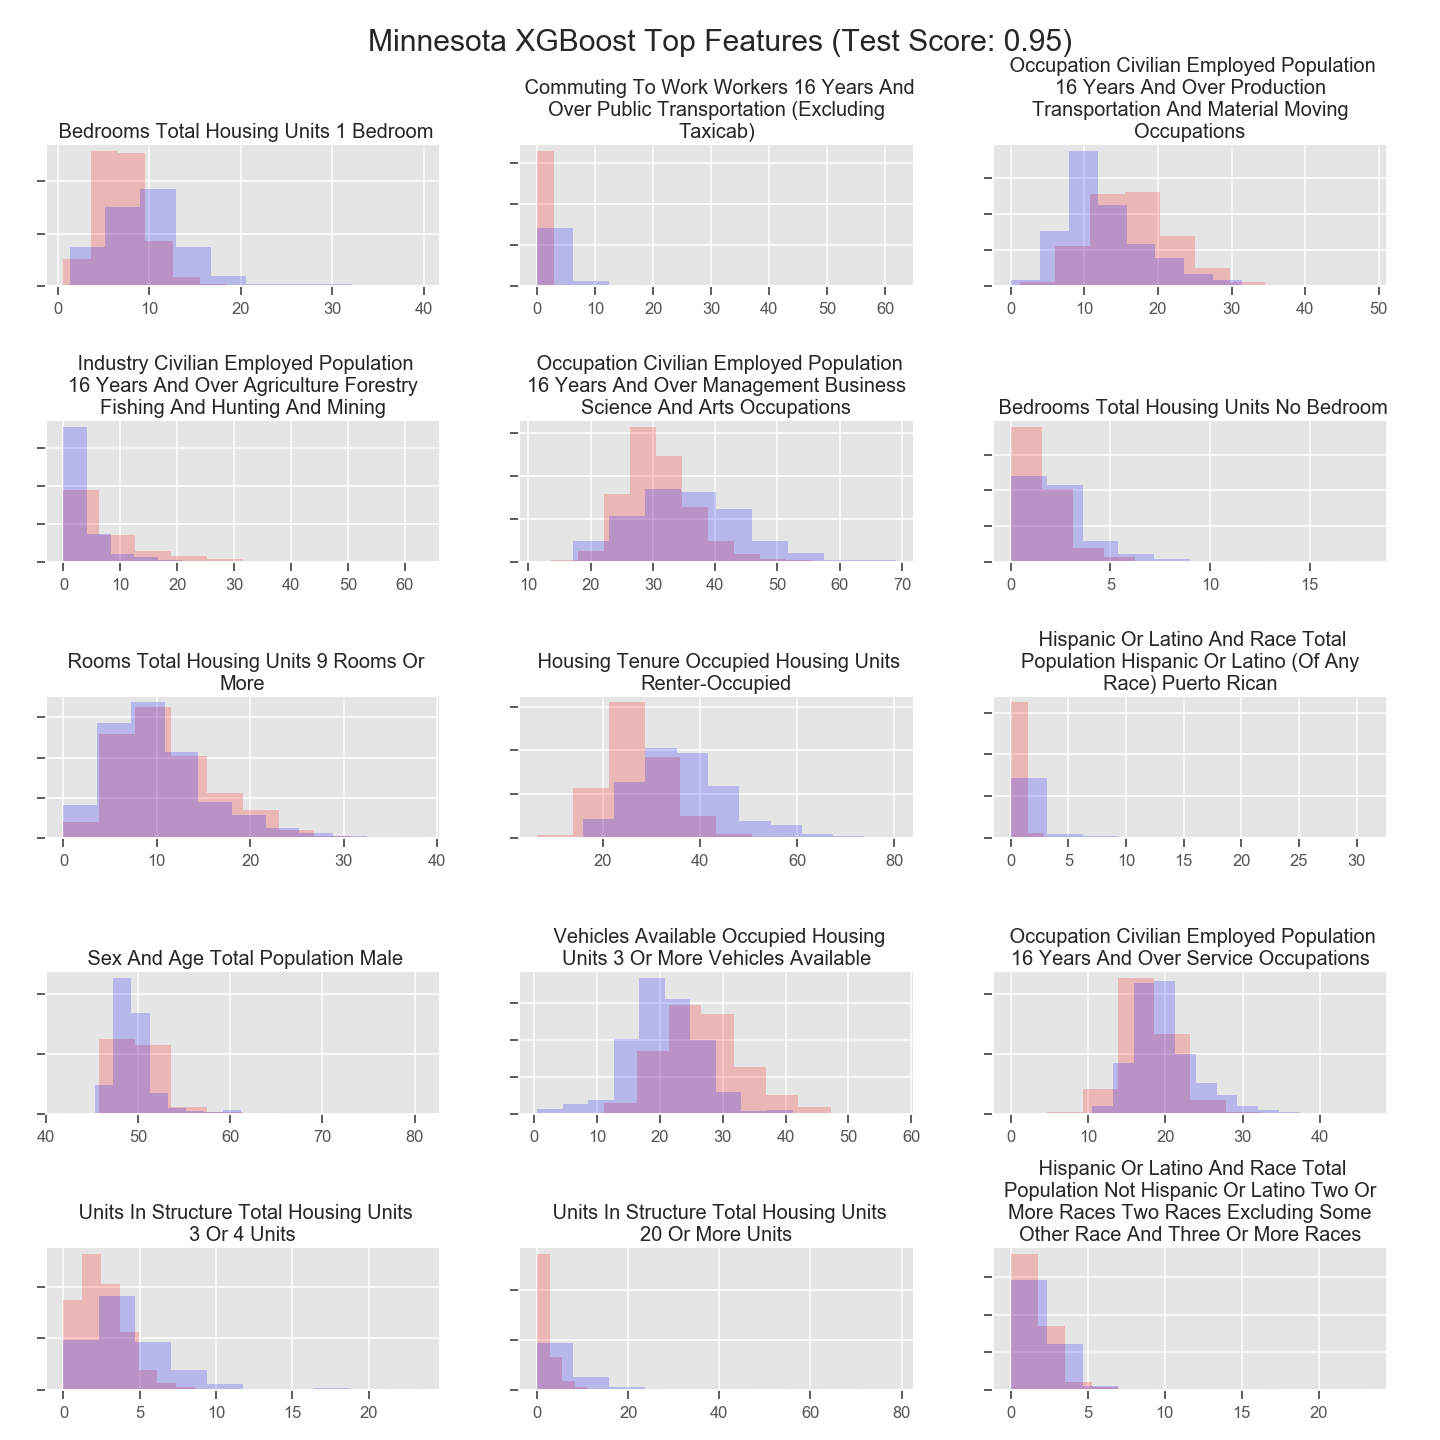 Minnesota XGBoost Top Features (Test Score: 0.95)
Bedrooms Total Housing Units 1 Bedroom
0 10 20 30 40
Commuting To Work Workers 16 Years And
Over Public Transportation (Excluding
Taxicab)
0 10 20 30 40 50 60
Occupation Civilian Employed Population
16 Years And Over Production
Transportation And Material Moving
Occupations
0 10 20 30 40 50
Industry Civilian Employed Population
16 Years And Over Agriculture Forestry
Fishing And Hunting And Mining
0 10 20 30 40 50 60
Occupation Civilian Employed Population
16 Years And Over Management Business
Science And Arts Occupations
10 20 30 40 50 60 70
Bedrooms Total Housing Units No Bedroom
0 5 10 15
Rooms Total Housing Units 9 Rooms Or
More
0 10 20 30 40
Housing Tenure Occupied Housing Units
Renter-Occupied
20 40 60 80
Hispanic Or Latino And Race Total
Population Hispanic Or Latino (Of Any
Race) Puerto Rican
0 5 10 15 20 25 30
Sex And Age Total Population Male
40 50 60 70 80
Vehicles Available Occupied Housing
Units 3 Or More Vehicles Available
0 10 20 30 40 50 60
Occupation Civilian Employed Population
16 Years And Over Service Occupations
0 10 20 30 40
Units In Structure Total Housing Units
3 Or 4 Units
0 5 10 15 20
Units In Structure Total Housing Units
20 Or More Units
0 20 40 60 80
Hispanic Or Latino And Race Total
Population Not Hispanic Or Latino Two Or
More Races Two Races Excluding Some
Other Race And Three Or More Races
0 5 10 15 20